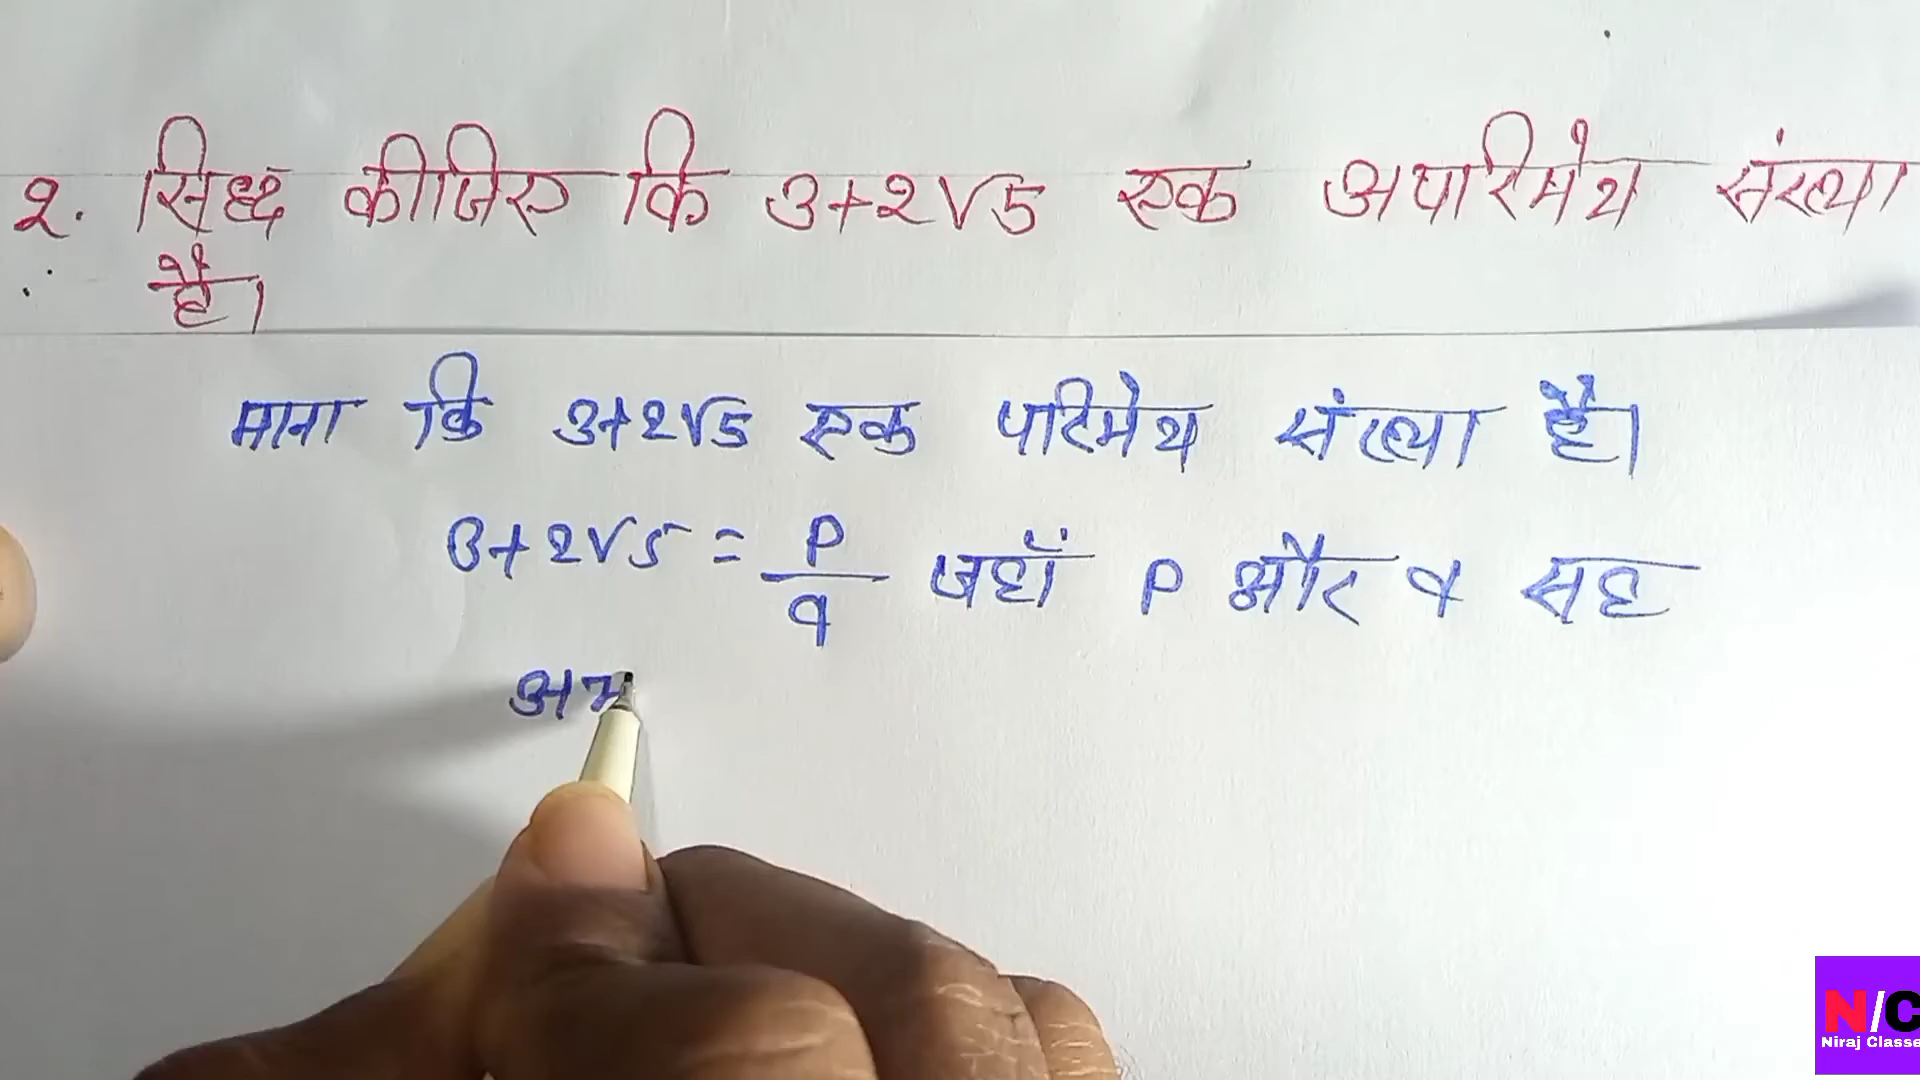 2. सिध्द कीजिए कि 3+2√5 एक अपरिमेय संख्या
है।
माना कि 3+2√5 एक परिमेय संख्या है।
3+2√5 = P/q जहाँ P और q सह
अभ
N/C
Niraj Classe